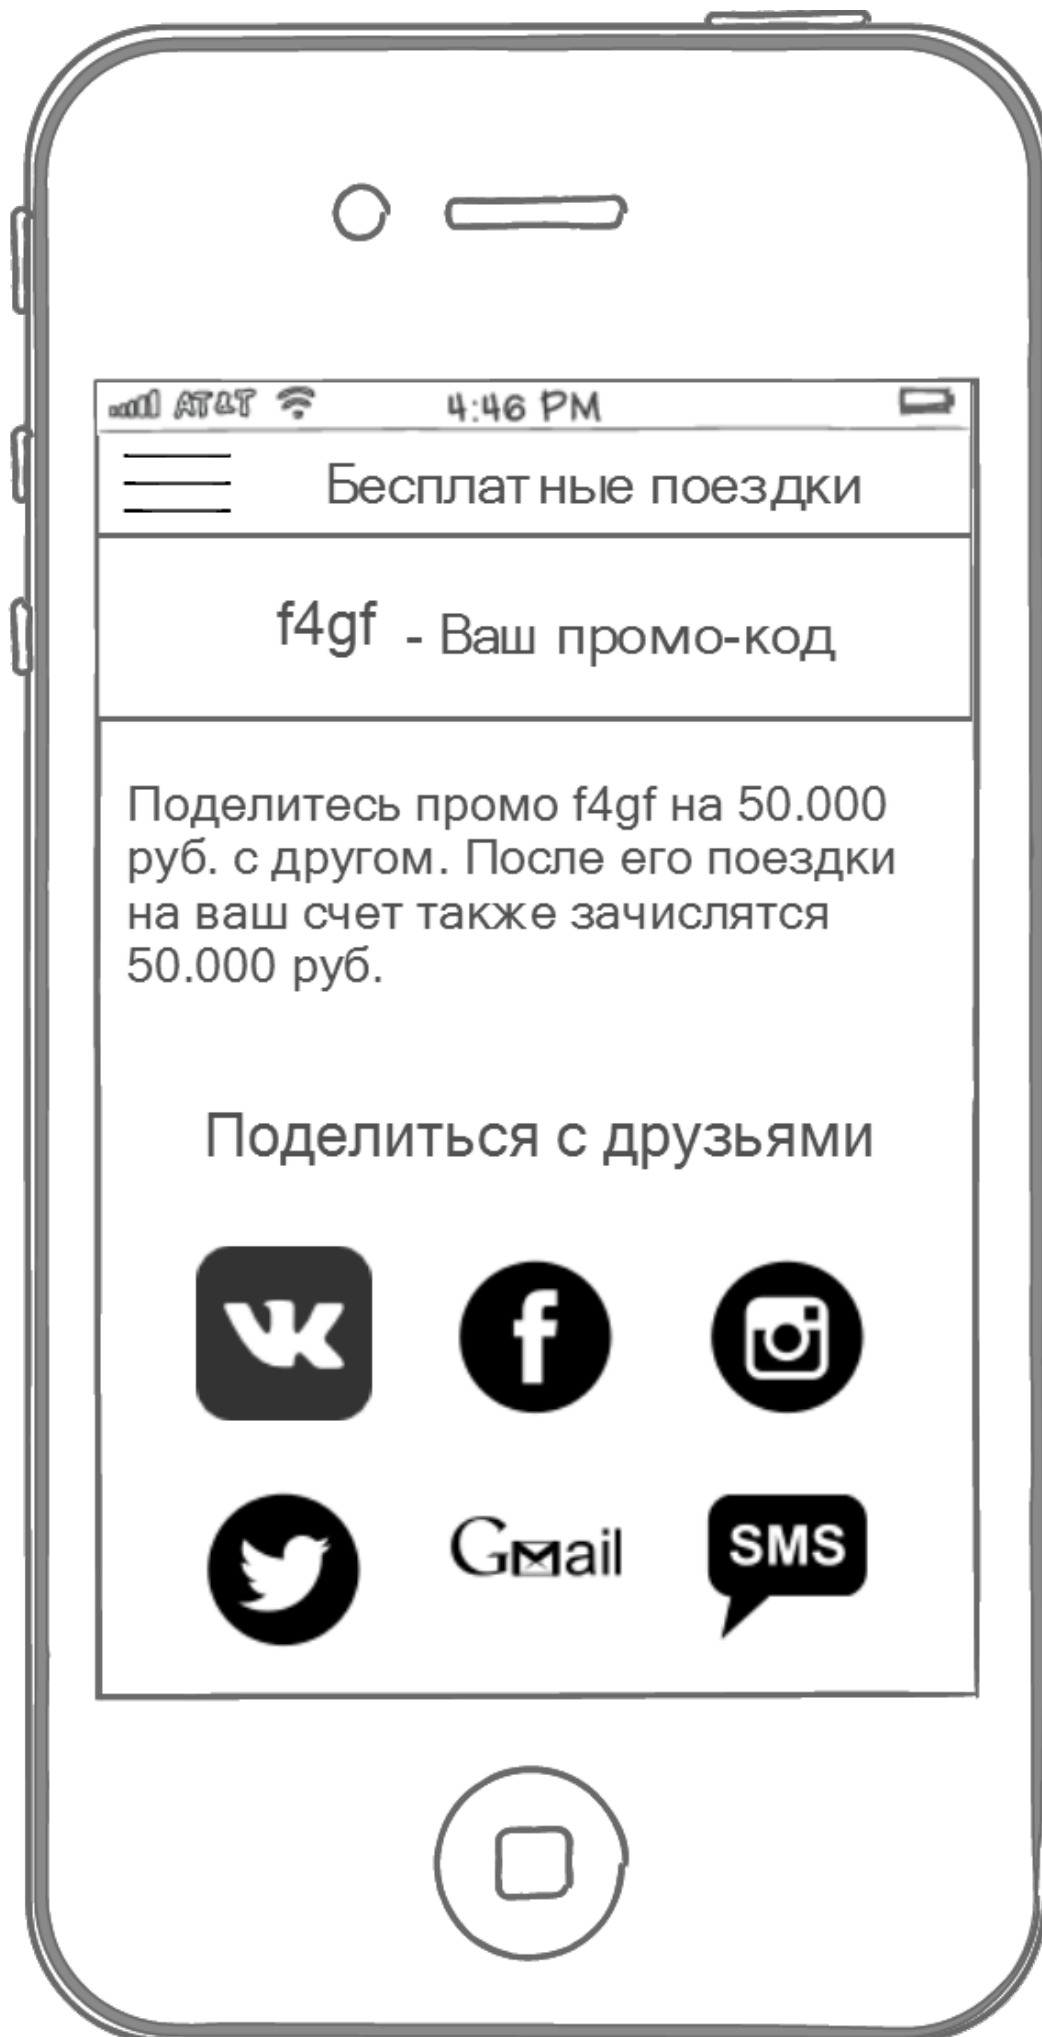 AT&T 4:46 PM
Бесплатные поездки
f4gf - Ваш промо-код
Поделитесь промо f4gf на 50.000
руб. с другом. После его поездки
на ваш счет также зачислятся
50.000 руб.
Поделиться с друзьями
VK f
GMail SMS